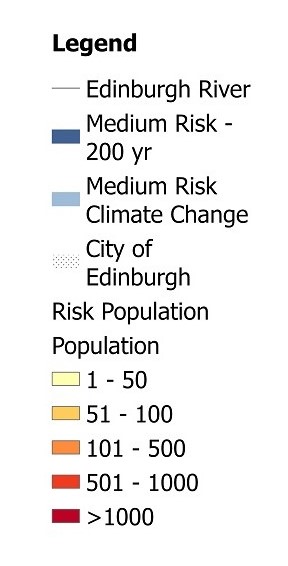 Legend
Edinburgh River
Medium Risk -
200 yr
Medium Risk
Climate Change
City of
Edinburgh
Risk Population
Population
1 - 50
51 - 100
101 - 500
501 - 1000
>1000